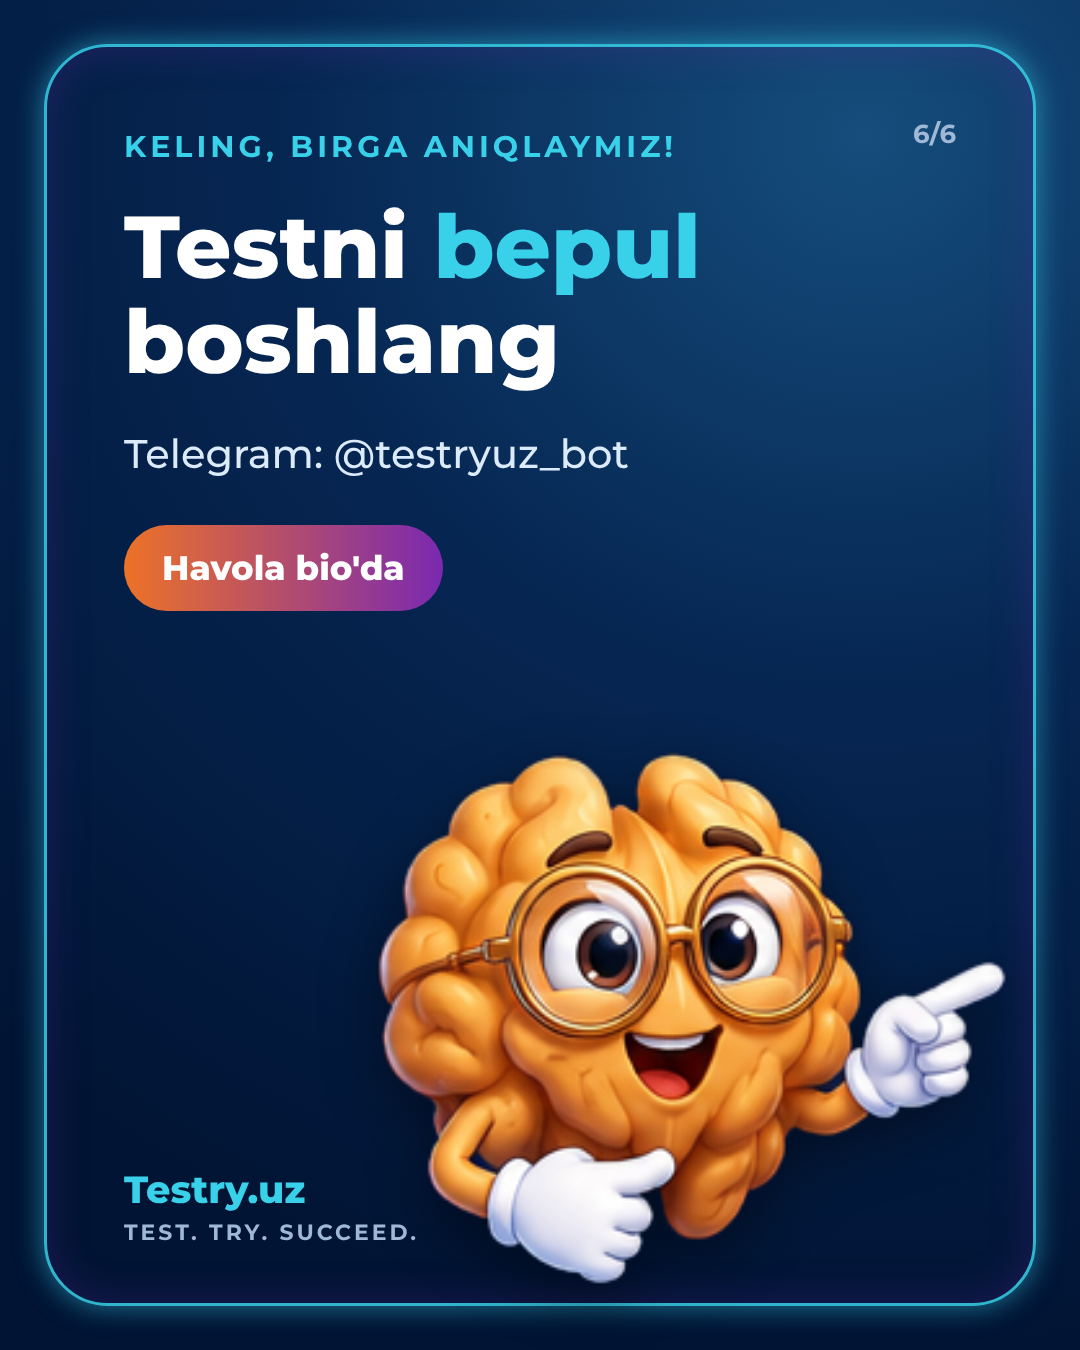 KELING, BIRGA ANIQLAYMIZ!
6/6
Testni bepul
boshlang
Telegram: @testryuz_bot
Havola bio'da
Testry.uz
TEST. TRY. SUCCEED.